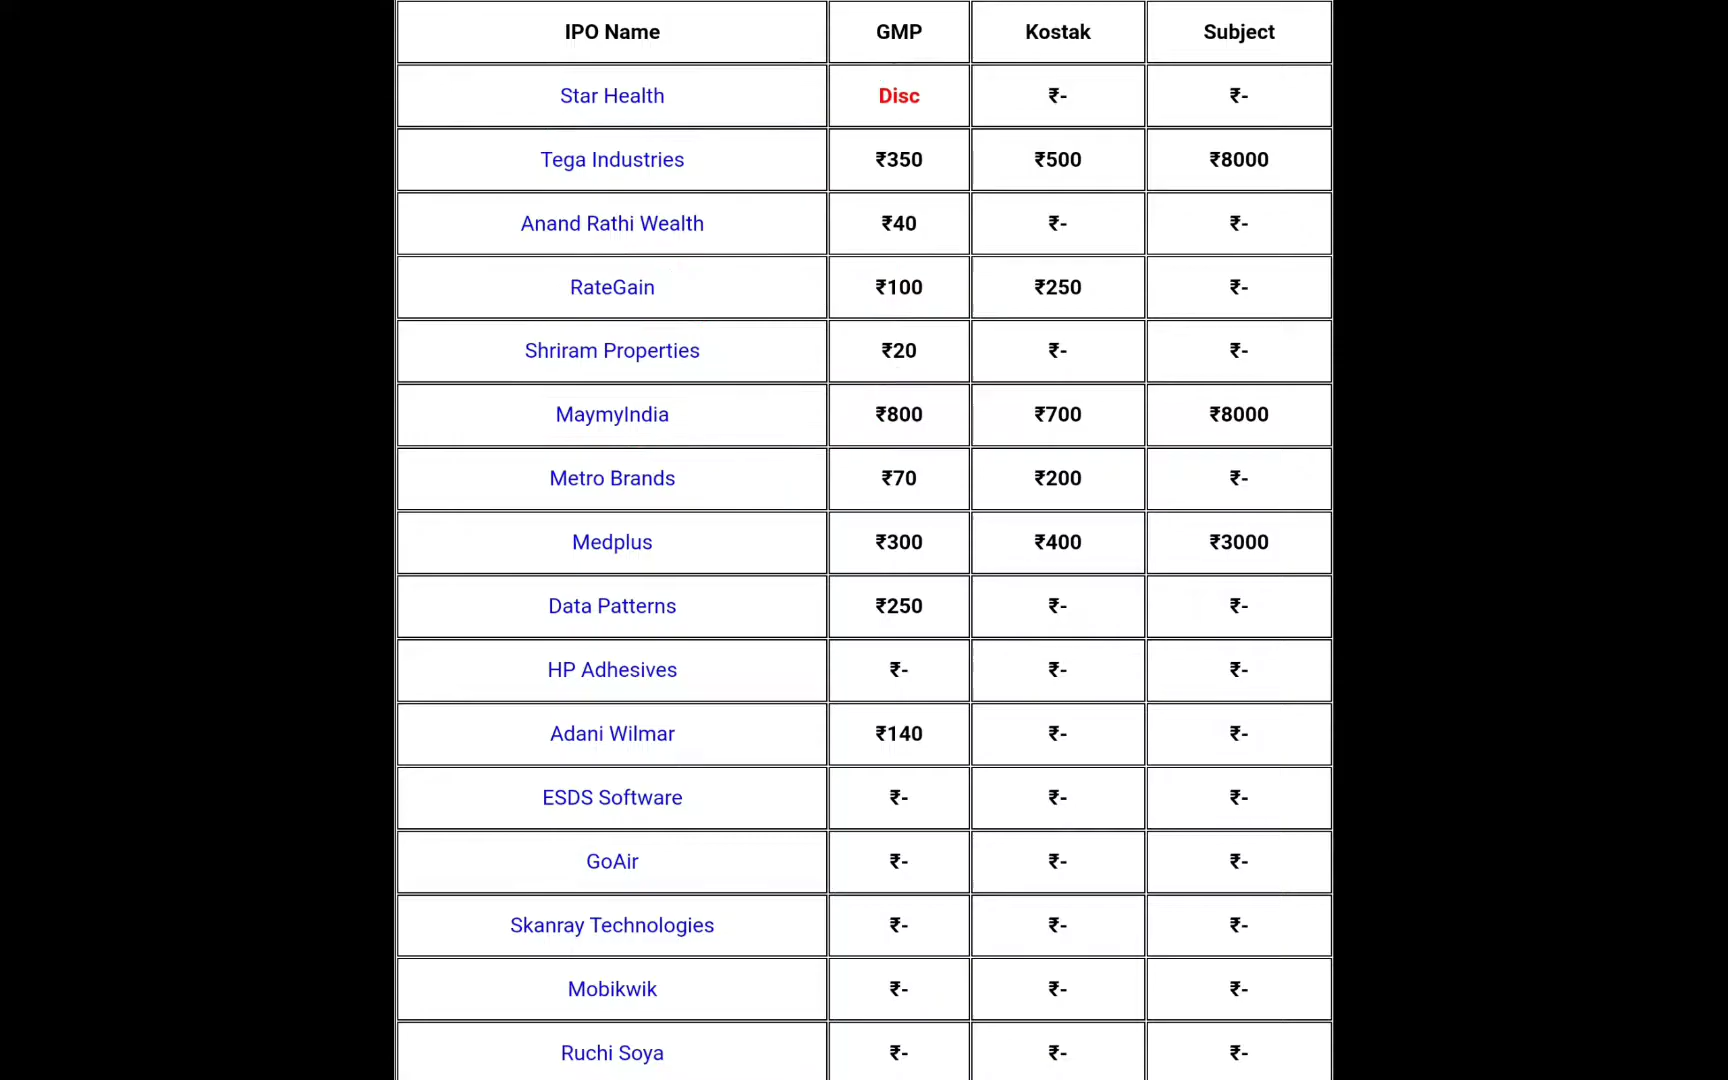 IPO Name GMP Kostak Subject
Star Health Disc ₹- ₹-
Tega Industries ₹350 ₹500 ₹8000
Anand Rathi Wealth ₹40 ₹- ₹-
RateGain ₹100 ₹250 ₹-
Shriram Properties ₹20 ₹- ₹-
MaymyIndia ₹800 ₹700 ₹8000
Metro Brands ₹70 ₹200 ₹-
Medplus ₹300 ₹400 ₹3000
Data Patterns ₹250 ₹- ₹-
HP Adhesives ₹- ₹- ₹-
Adani Wilmar ₹140 ₹- ₹-
ESDS Software ₹- ₹- ₹-
GoAir ₹- ₹- ₹-
Skanray Technologies ₹- ₹- ₹-
Mobikwik ₹- ₹- ₹-
Ruchi Soya ₹- ₹- ₹-